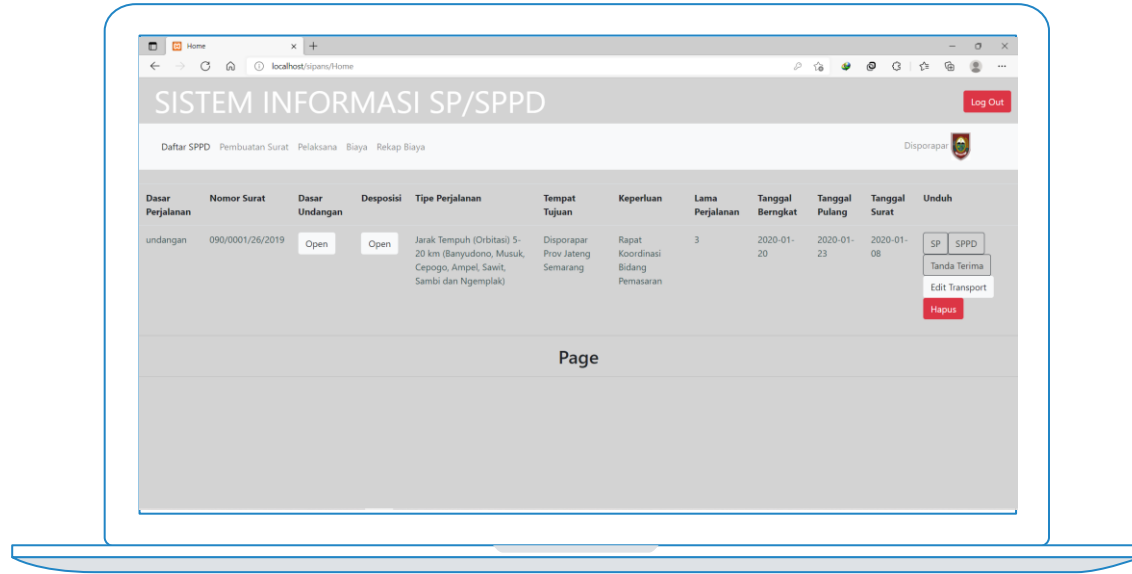 Home
localhost/sipans/Home
SISTEM INFORMASI SP/SPPD
Log Out
Daftar SPPD Pembuatan Surat Pelaksana Biaya Rekap Biaya Disporapar
Dasar Perjalanan
Nomor Surat
Dasar Undangan
Desposisi
Tipe Perjalanan
Tempat Tujuan
Keperluan
Lama Perjalanan
Tanggal Berngkat
Tanggal Pulang
Tanggal Surat
Unduh
undangan
090/0001/26/2019
Open
Open
Jarak Tempuh (Orbitasi) 5-
20 km (Banyudono, Musuk,
Cepogo, Ampel, Sawit,
Sambi dan Ngemplak)
Disporapar
Prov Jateng
Semarang
Rapat
Koordinasi
Bidang
Pemasaran
3
2020-01-
20
2020-01-
23
2020-01-
08
SP SPPD
Tanda Terima
Edit Transport
Hapus
Page